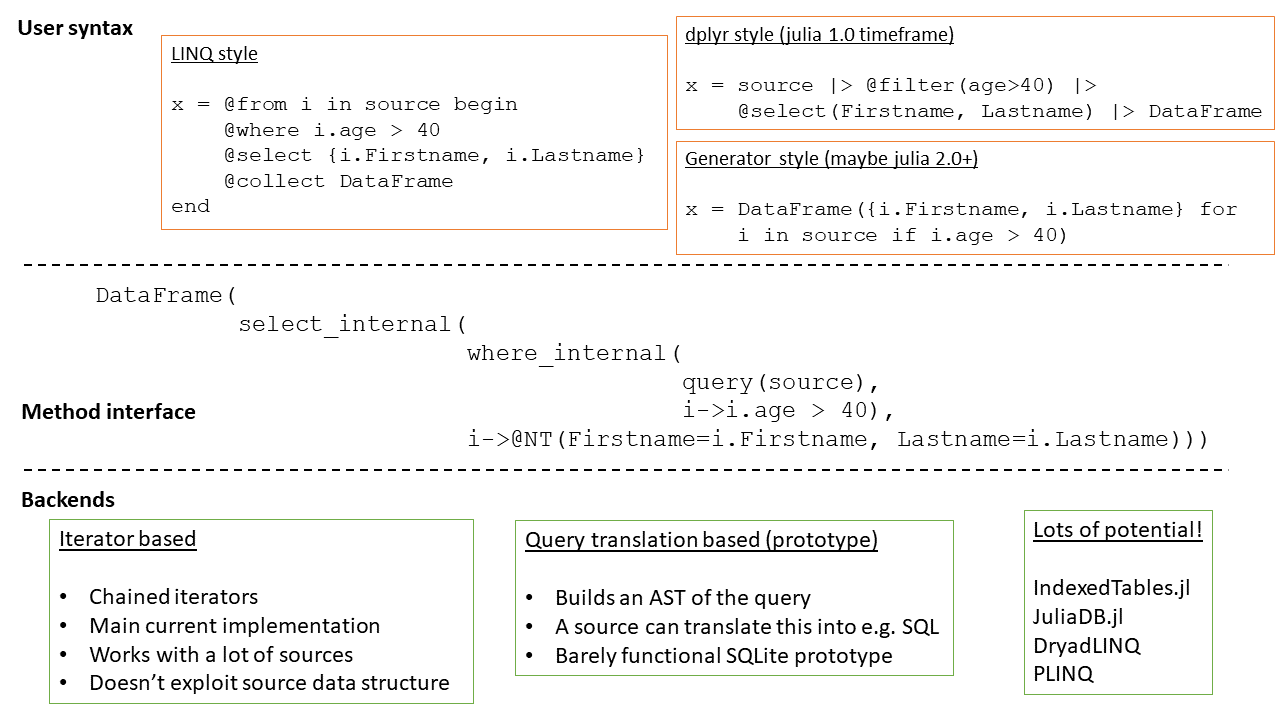 User syntax
LINQ style
x = @from i in source begin
    @where i.age > 40
    @select {i.Firstname, i.Lastname}
    @collect DataFrame
end
dplyr style (julia 1.0 timeframe)
x = source |> @filter(age>40) |>
    @select(Firstname, Lastname) |> DataFrame
Generator style (maybe julia 2.0+)
x = DataFrame({i.Firstname, i.Lastname} for
    i in source if i.age > 40)
DataFrame(
select_internal(
where_internal(
query(source),
i->i.age > 40),
Method interface
i->@NT(Firstname=i.Firstname, Lastname=i.Lastname)))
Backends
Iterator based
• Chained iterators
• Main current implementation
• Works with a lot of sources
• Doesn’t exploit source data structure
Query translation based (prototype)
• Builds an AST of the query
• A source can translate this into e.g. SQL
• Barely functional SQLite prototype
Lots of potential!
IndexedTables.jl
JuliaDB.jl
DryadLINQ
PLINQ